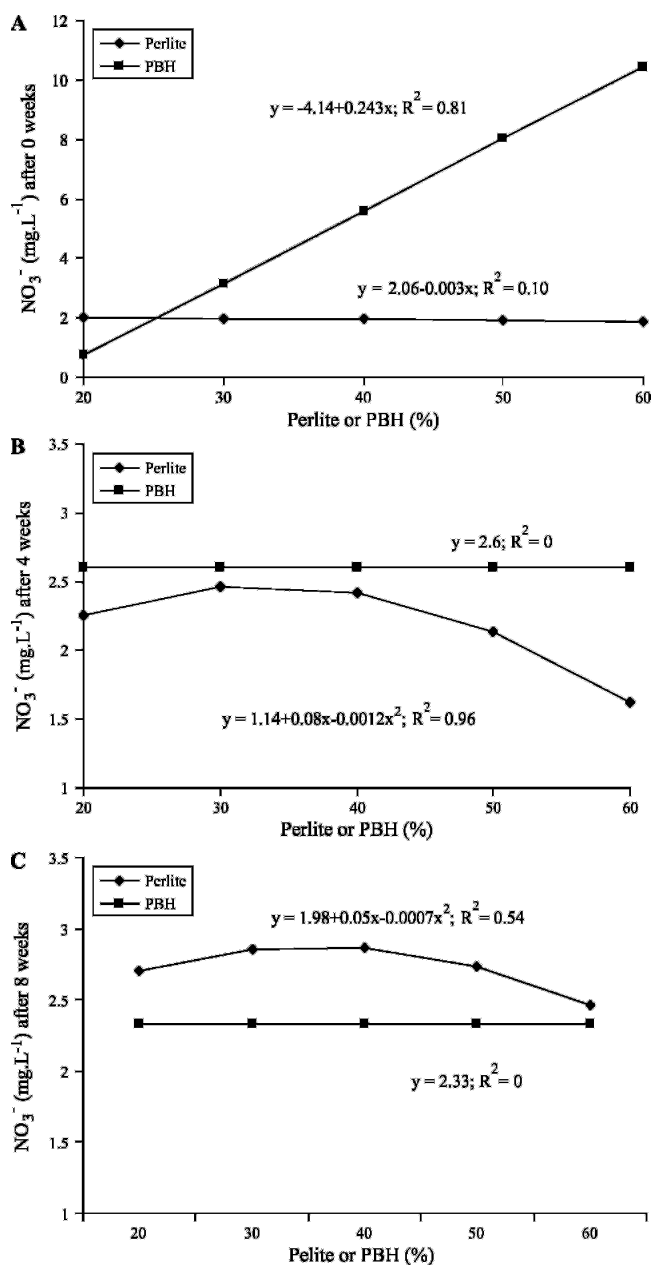 A
Perlite
PBH
12
10
8
6
4
2
0
NO₃⁻ (mg.L⁻¹) after 0 weeks
y = -4.14+0.243x; R² = 0.81
y = 2.06-0.003x; R² = 0.10
20 30 40 50 60
Perlite or PBH (%)
B
Perlite
PBH
3.5
3
2.5
2
1.5
1
NO₃⁻ (mg.L⁻¹) after 4 weeks
y = 2.6; R² = 0
y = 1.14+0.08x-0.0012x²; R² = 0.96
20 30 40 50 60
Perlite or PBH (%)
C
Perlite
PBH
3.5
3
2.5
2
1.5
1
NO₃⁻ (mg.L⁻¹) after 8 weeks
y = 1.98+0.05x-0.0007x²; R² = 0.54
y = 2.33; R² = 0
20 30 40 50 60
Pelite or PBH (%)